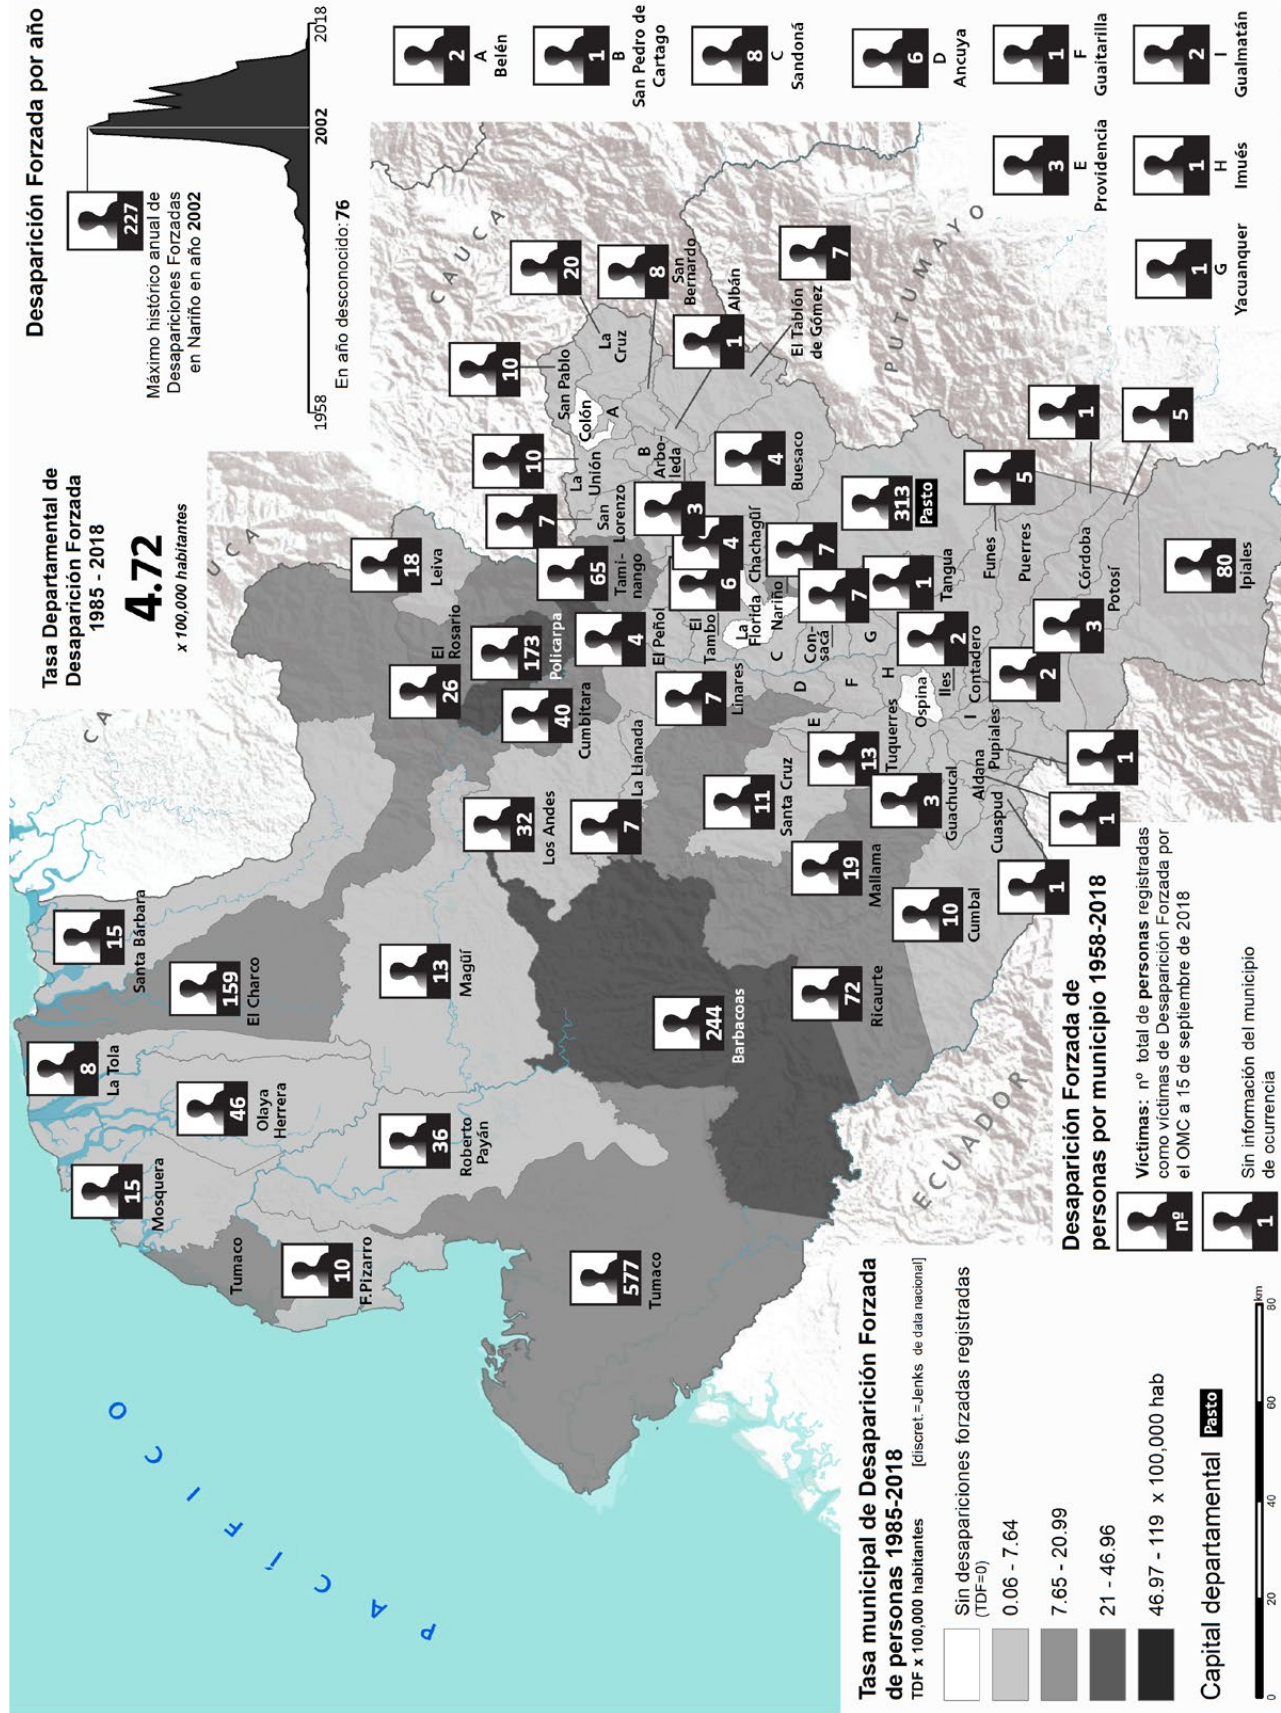 Desaparición Forzada por año
227
Máximo histórico anual de
Desapariciones Forzadas
en Nariño en año 2002
1958
2002
2018
En año desconocido: 76
Tasa Departamental de
Desaparición Forzada
1985 - 2018
4.72
x 100,000 habitantes
2
A
Belén
1
B
San Pedro de
Cartago
8
C
Sandoná
6
D
Ancuya
3
E
Providencia
1
F
Guaitarilla
1
G
Yacuanquer
1
H
Imués
2
I
Gualmatán
PACÍFICO
CAUCA
PUTUMAYO
ECUADOR
15
Santa Bárbara
159
El Charco
8
La Tola
46
Olaya
Herrera
15
Mosquera
Tumaco
10
F.Pizarro
577
Tumaco
36
Roberto
Payán
13
Magüí
244
Barbacoas
72
Ricaurte
19
Mallama
10
Cumbal
32
Los Andes
7
La Llanada
11
Santa Cruz
40
Cumbitara
26
El
Rosario
173
Policarpa
18
Leiva
65
Tami-
nango
4
El Peñol
6
El
Tambo
7
Linares
7
San
Lorenzo
10
La
Unión
10
San Pablo
Colón
A
20
La
Cruz
8
San
Bernardo
1
Albán
7
El Tablón
de Gómez
B
3
Arbo-
leda
4
Buesaco
4
Chachagüí
La
Florida
7
Nariño
7
Con-
sacá
C
D
E
F
G
H
I
313
Pasto
1
Tangua
5
Funes
1
Puerres
5
Córdoba
3
Potosí
80
Ipiales
2
Iles
2
Contadero
Ospina
13
Tuquerres
3
Guachucal
1
Pupiales
1
Aldana
1
Cuaspud
Tasa municipal de Desaparición Forzada
de personas 1985-2018
TDF x 100,000 habitantes [discret.=Jenks de data nacional]
Sin desapariciones forzadas registradas
(TDF=0)
0.06 - 7.64
7.65 - 20.99
21 - 46.96
46.97 - 119 x 100,000 hab
Capital departamental Pasto
0 20 40 60 80 km
Desaparición Forzada de
personas por municipio 1958-2018
nº
Víctimas: nº total de personas registradas
como víctimas de Desaparición Forzada por
el OMC a 15 de septiembre de 2018
1
Sin información del municipio
de ocurrencia